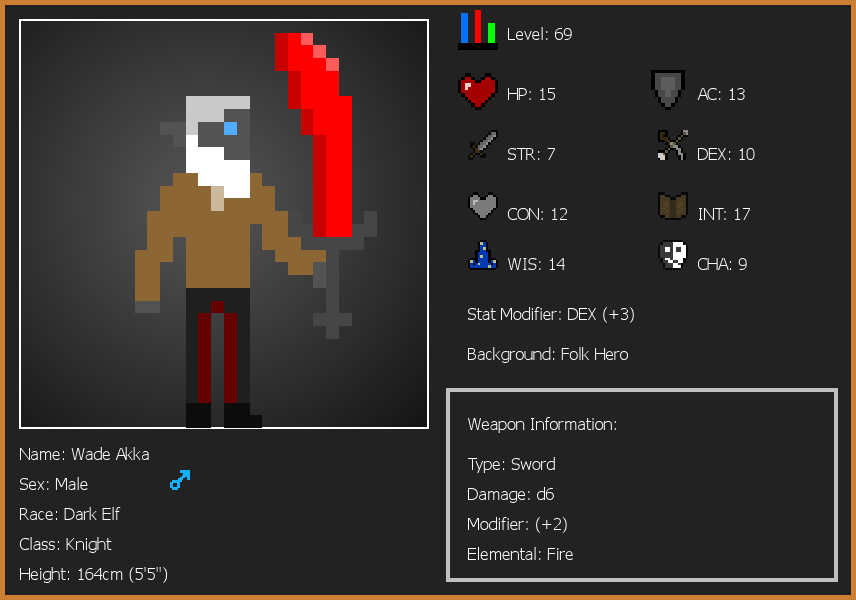 Level: 69
HP: 15
AC: 13
STR: 7
DEX: 10
CON: 12
INT: 17
WIS: 14
CHA: 9
Stat Modifier: DEX (+3)
Background: Folk Hero
Weapon Information:
Type: Sword
Damage: d6
Modifier: (+2)
Elemental: Fire
Name: Wade Akka
Sex: Male
Race: Dark Elf
Class: Knight
Height: 164cm (5'5")